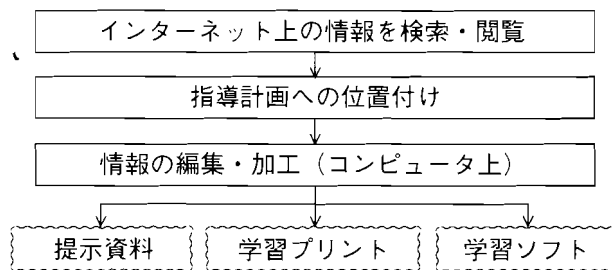 インターネット上の情報を検索・閲覧
指導計画への位置付け
情報の編集・加工（コンピュータ上）
提示資料
学習プリント
学習ソフト